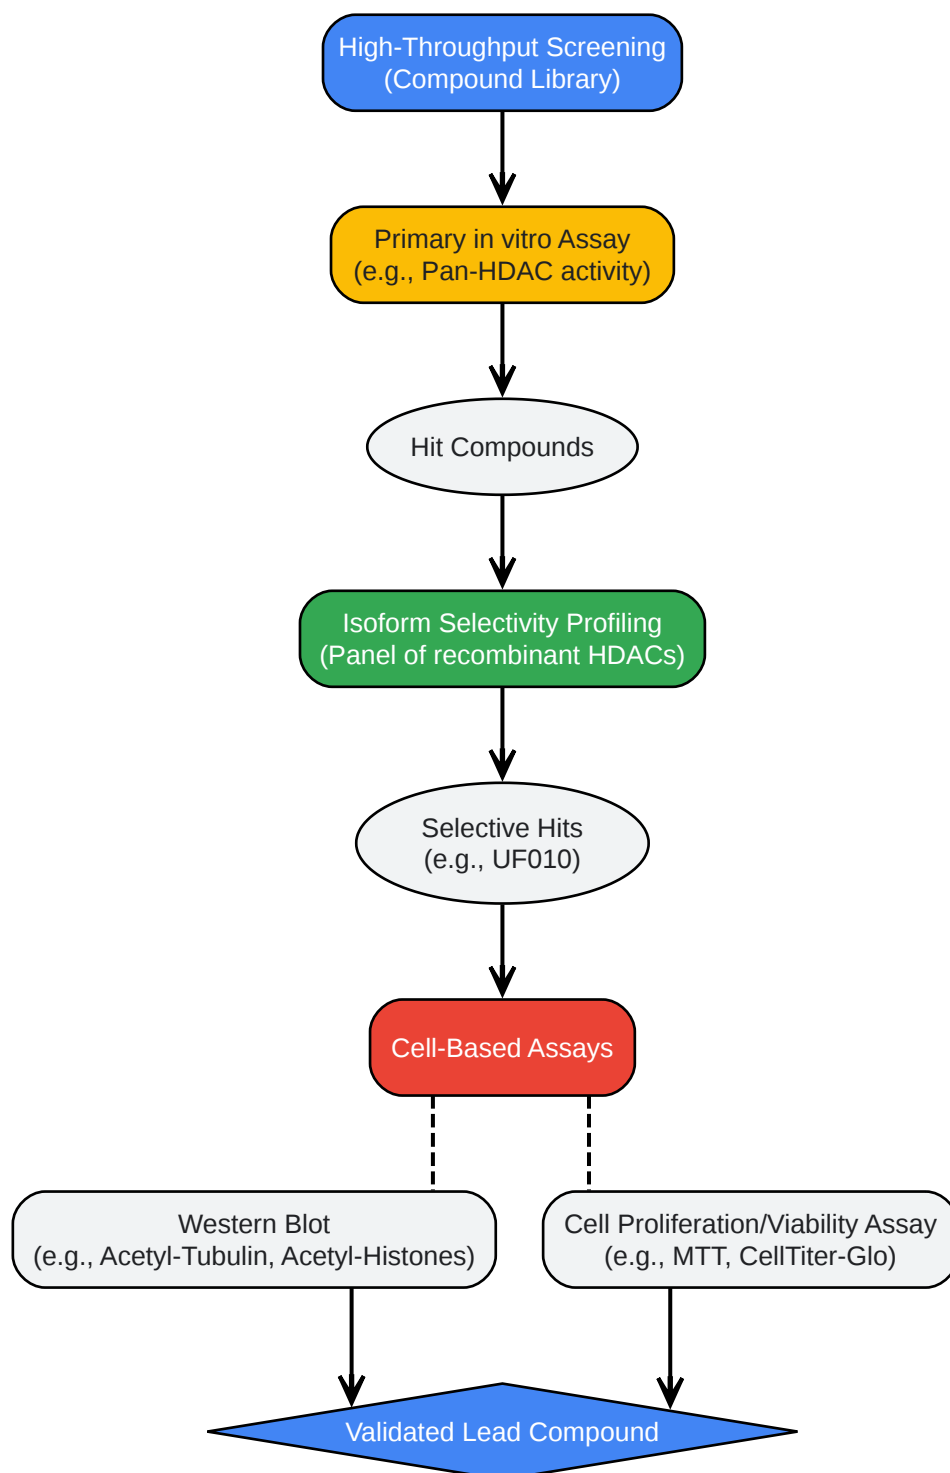 High-Throughput Screening
(Compound Library)
Primary in vitro Assay
(e.g., Pan-HDAC activity)
Hit Compounds
Isoform Selectivity Profiling
(Panel of recombinant HDACs)
Selective Hits
(e.g., UF010)
Cell-Based Assays
Western Blot
(e.g., Acetyl-Tubulin, Acetyl-Histones)
Cell Proliferation/Viability Assay
(e.g., MTT, CellTiter-Glo)
Validated Lead Compound